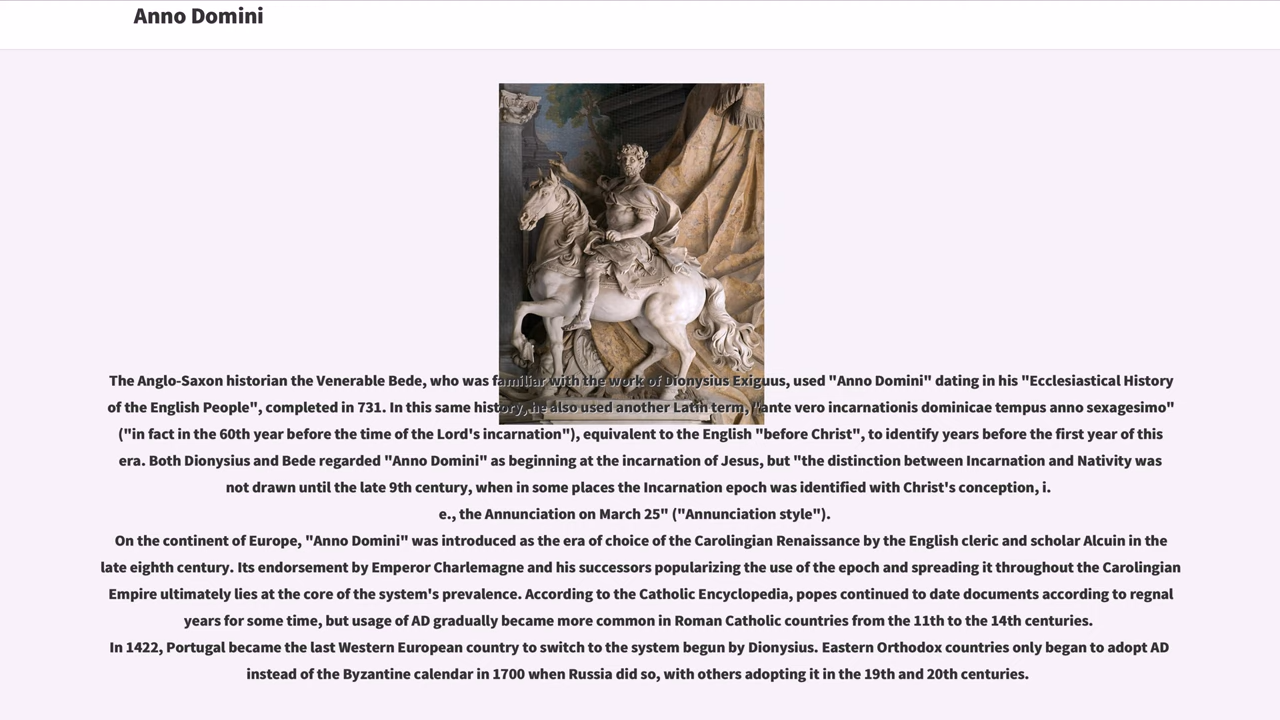 Anno Domini
The Anglo-Saxon historian the Venerable Bede, who was familiar with the work of Dionysius Exiguus, used "Anno Domini" dating in his "Ecclesiastical History
of the English People", completed in 731. In this same history, he also used another Latin term, "ante vero incarnationis dominicae tempus anno sexagesimo"
("in fact in the 60th year before the time of the Lord's incarnation"), equivalent to the English "before Christ", to identify years before the first year of this
era. Both Dionysius and Bede regarded "Anno Domini" as beginning at the incarnation of Jesus, but "the distinction between Incarnation and Nativity was
not drawn until the late 9th century, when in some places the Incarnation epoch was identified with Christ's conception, i.
e., the Annunciation on March 25" ("Annunciation style").
On the continent of Europe, "Anno Domini" was introduced as the era of choice of the Carolingian Renaissance by the English cleric and scholar Alcuin in the
late eighth century. Its endorsement by Emperor Charlemagne and his successors popularizing the use of the epoch and spreading it throughout the Carolingian
Empire ultimately lies at the core of the system's prevalence. According to the Catholic Encyclopedia, popes continued to date documents according to regnal
years for some time, but usage of AD gradually became more common in Roman Catholic countries from the 11th to the 14th centuries.
In 1422, Portugal became the last Western European country to switch to the system begun by Dionysius. Eastern Orthodox countries only began to adopt AD
instead of the Byzantine calendar in 1700 when Russia did so, with others adopting it in the 19th and 20th centuries.